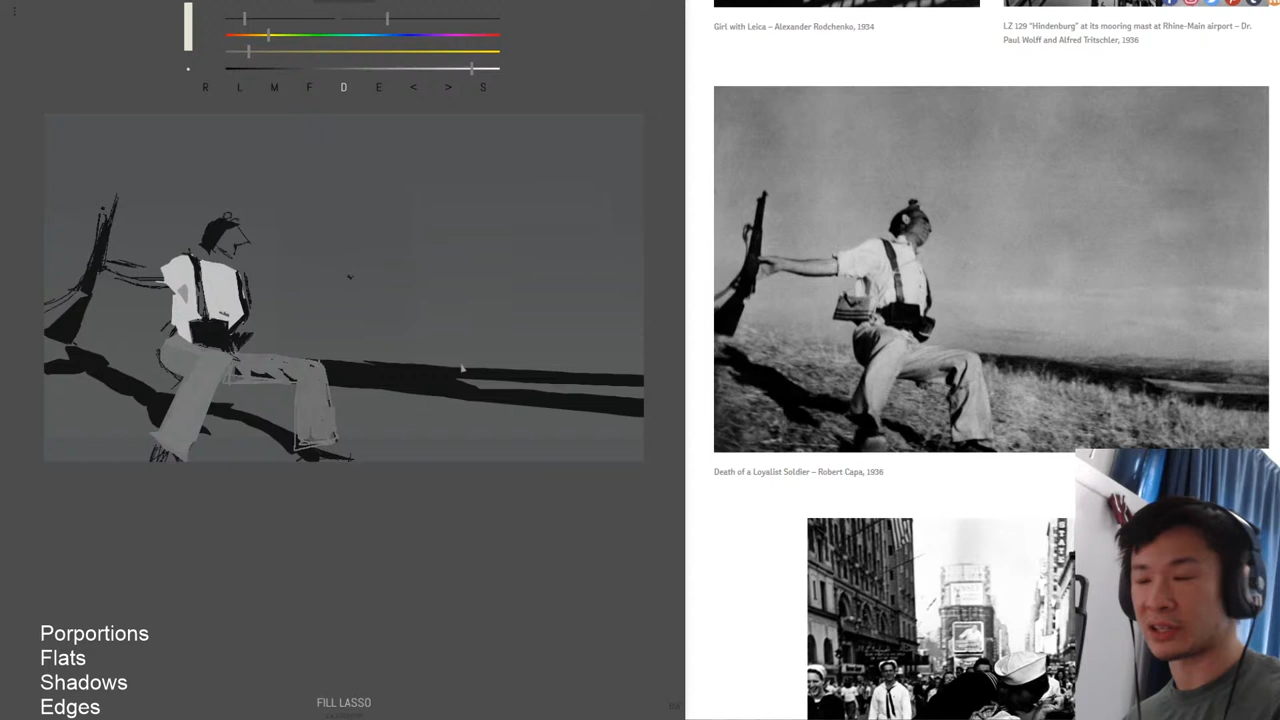 R L M F D E < > S
Girl with Leica – Alexander Rodchenko, 1934
LZ 129 “Hindenburg” at its mooring mast at Rhine-Main airport – Dr.
Paul Wolff and Alfred Tritschler, 1936
Death of a Loyalist Soldier – Robert Capa, 1936
Porportions
Flats
Shadows
Edges
FILL LASSO